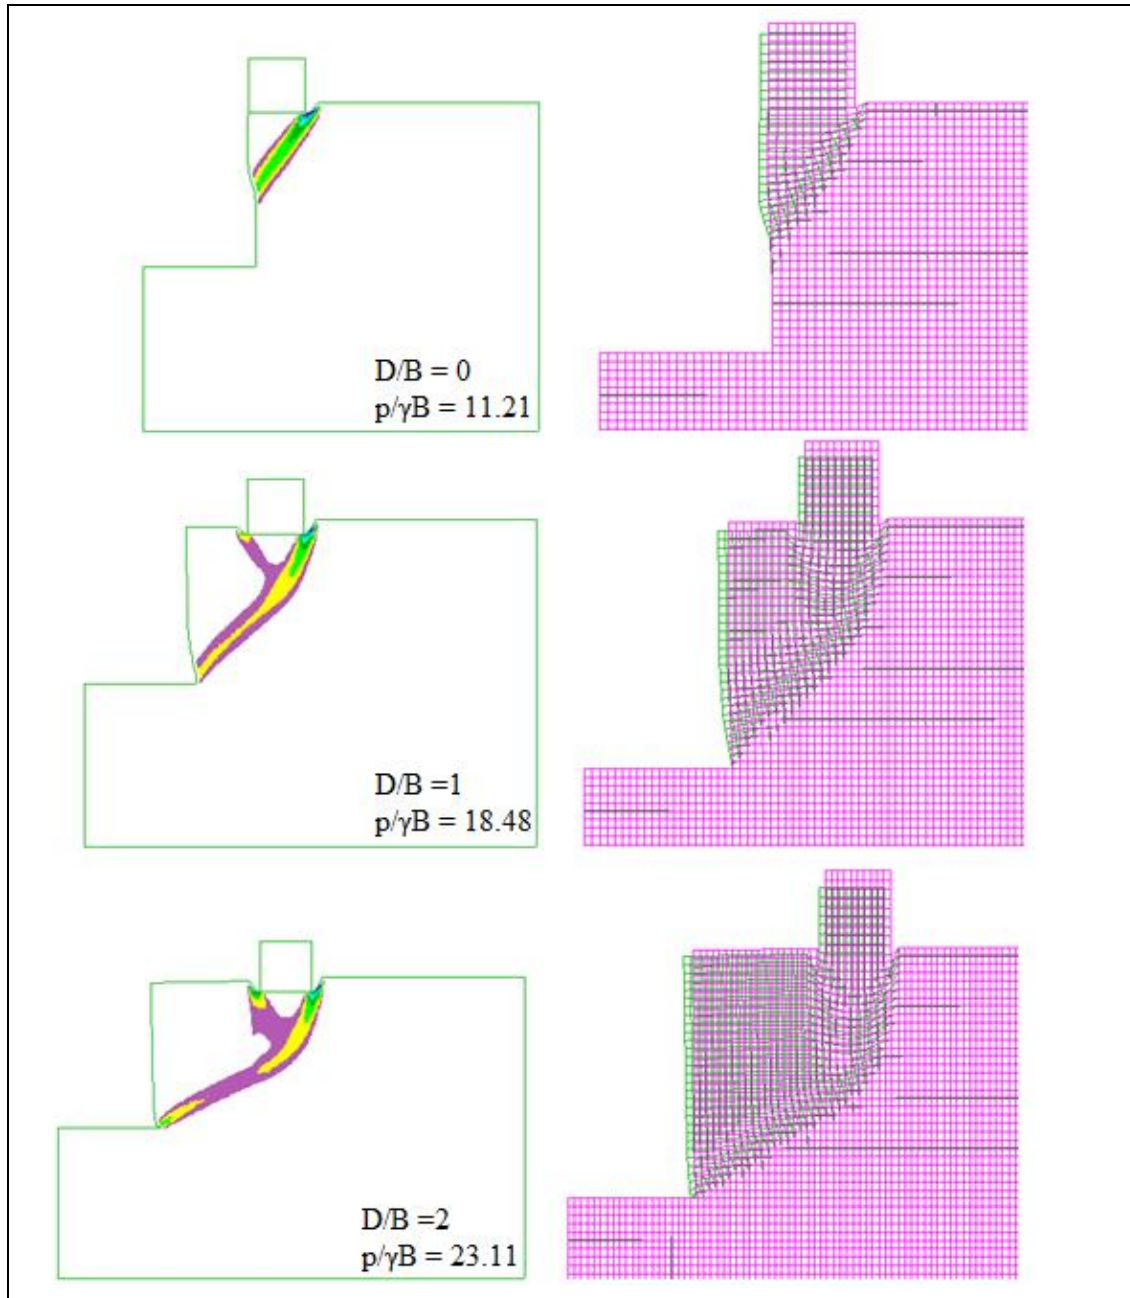 D/B = 0
p/γB = 11.21
D/B =1
p/γB = 18.48
D/B =2
p/γB = 23.11